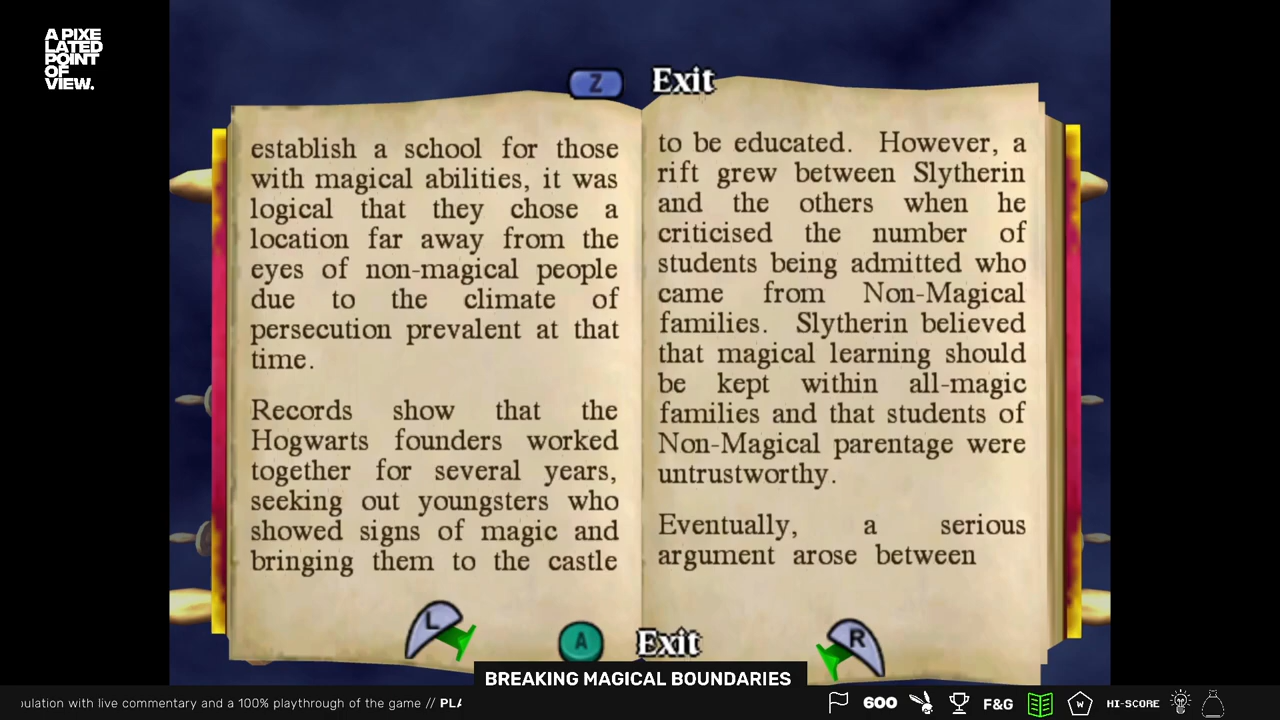 A PIXE
LATED
POINT
OF
VIEW.
Z Exit
establish a school for those
with magical abilities, it was
logical that they chose a
location far away from the
eyes of non-magical people
due to the climate of
persecution prevalent at that
time.
Records show that the
Hogwarts founders worked
together for several years,
seeking out youngsters who
showed signs of magic and
bringing them to the castle
to be educated. However, a
rift grew between Slytherin
and the others when he
criticised the number of
students being admitted who
came from Non-Magical
families. Slytherin believed
that magical learning should
be kept within all-magic
families and that students of
Non-Magical parentage were
untrustworthy.
Eventually, a serious
argument arose between
L A Exit R
BREAKING MAGICAL BOUNDARIES
with live commentary and a 100% playthrough of the game // 600 F&G W HI-SCORE